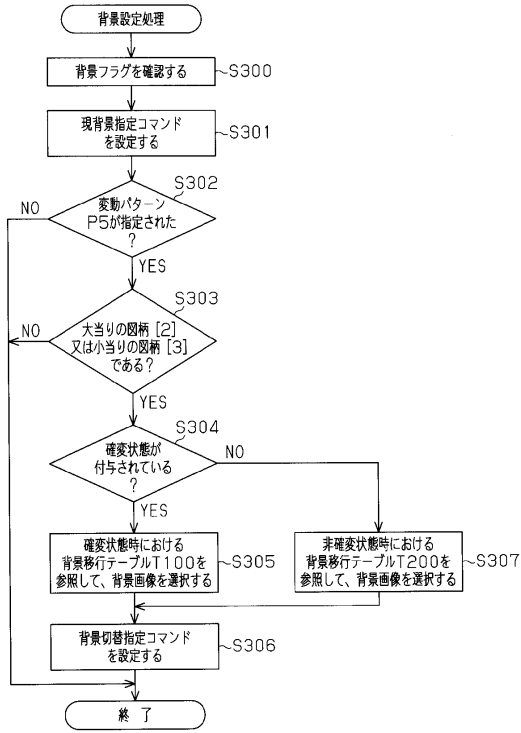 背景設定処理
背景フラグを確認する
S300
現背景指定コマンド
を設定する
S301
S302
変動パターン
P5が指定された
?
NO
YES
S303
大当りの図柄[2]
又は小当りの図柄[3]
である?
NO
YES
S304
確変状態が
付与されている
?
NO
YES
確変状態時における
背景移行テーブルT100を
参照して、背景画像を選択する
S305
非確変状態時における
背景移行テーブルT200を
参照して、背景画像を選択する
S307
背景切替指定コマンド
を設定する
S306
終了